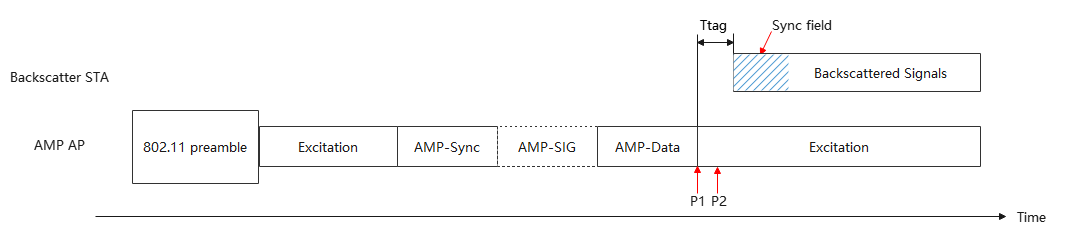 Ttag
Sync field
Backscatter STA
Backscattered Signals
AMP AP
802.11 preamble
Excitation
AMP-Sync
AMP-SIG
AMP-Data
Excitation
P1
P2
Time